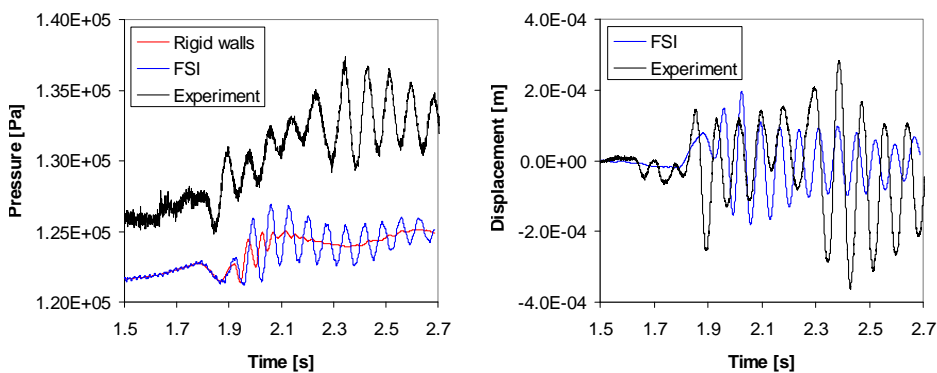 1.40E+05
1.35E+05
1.30E+05
1.25E+05
1.20E+05
Pressure [Pa]
Rigid walls
FSI
Experiment
1.5 1.7 1.9 2.1 2.3 2.5 2.7
Time [s]
4.0E-04
2.0E-04
0.0E+00
-2.0E-04
-4.0E-04
Displacement [m]
FSI
Experiment
1.5 1.7 1.9 2.1 2.3 2.5 2.7
Time [s]